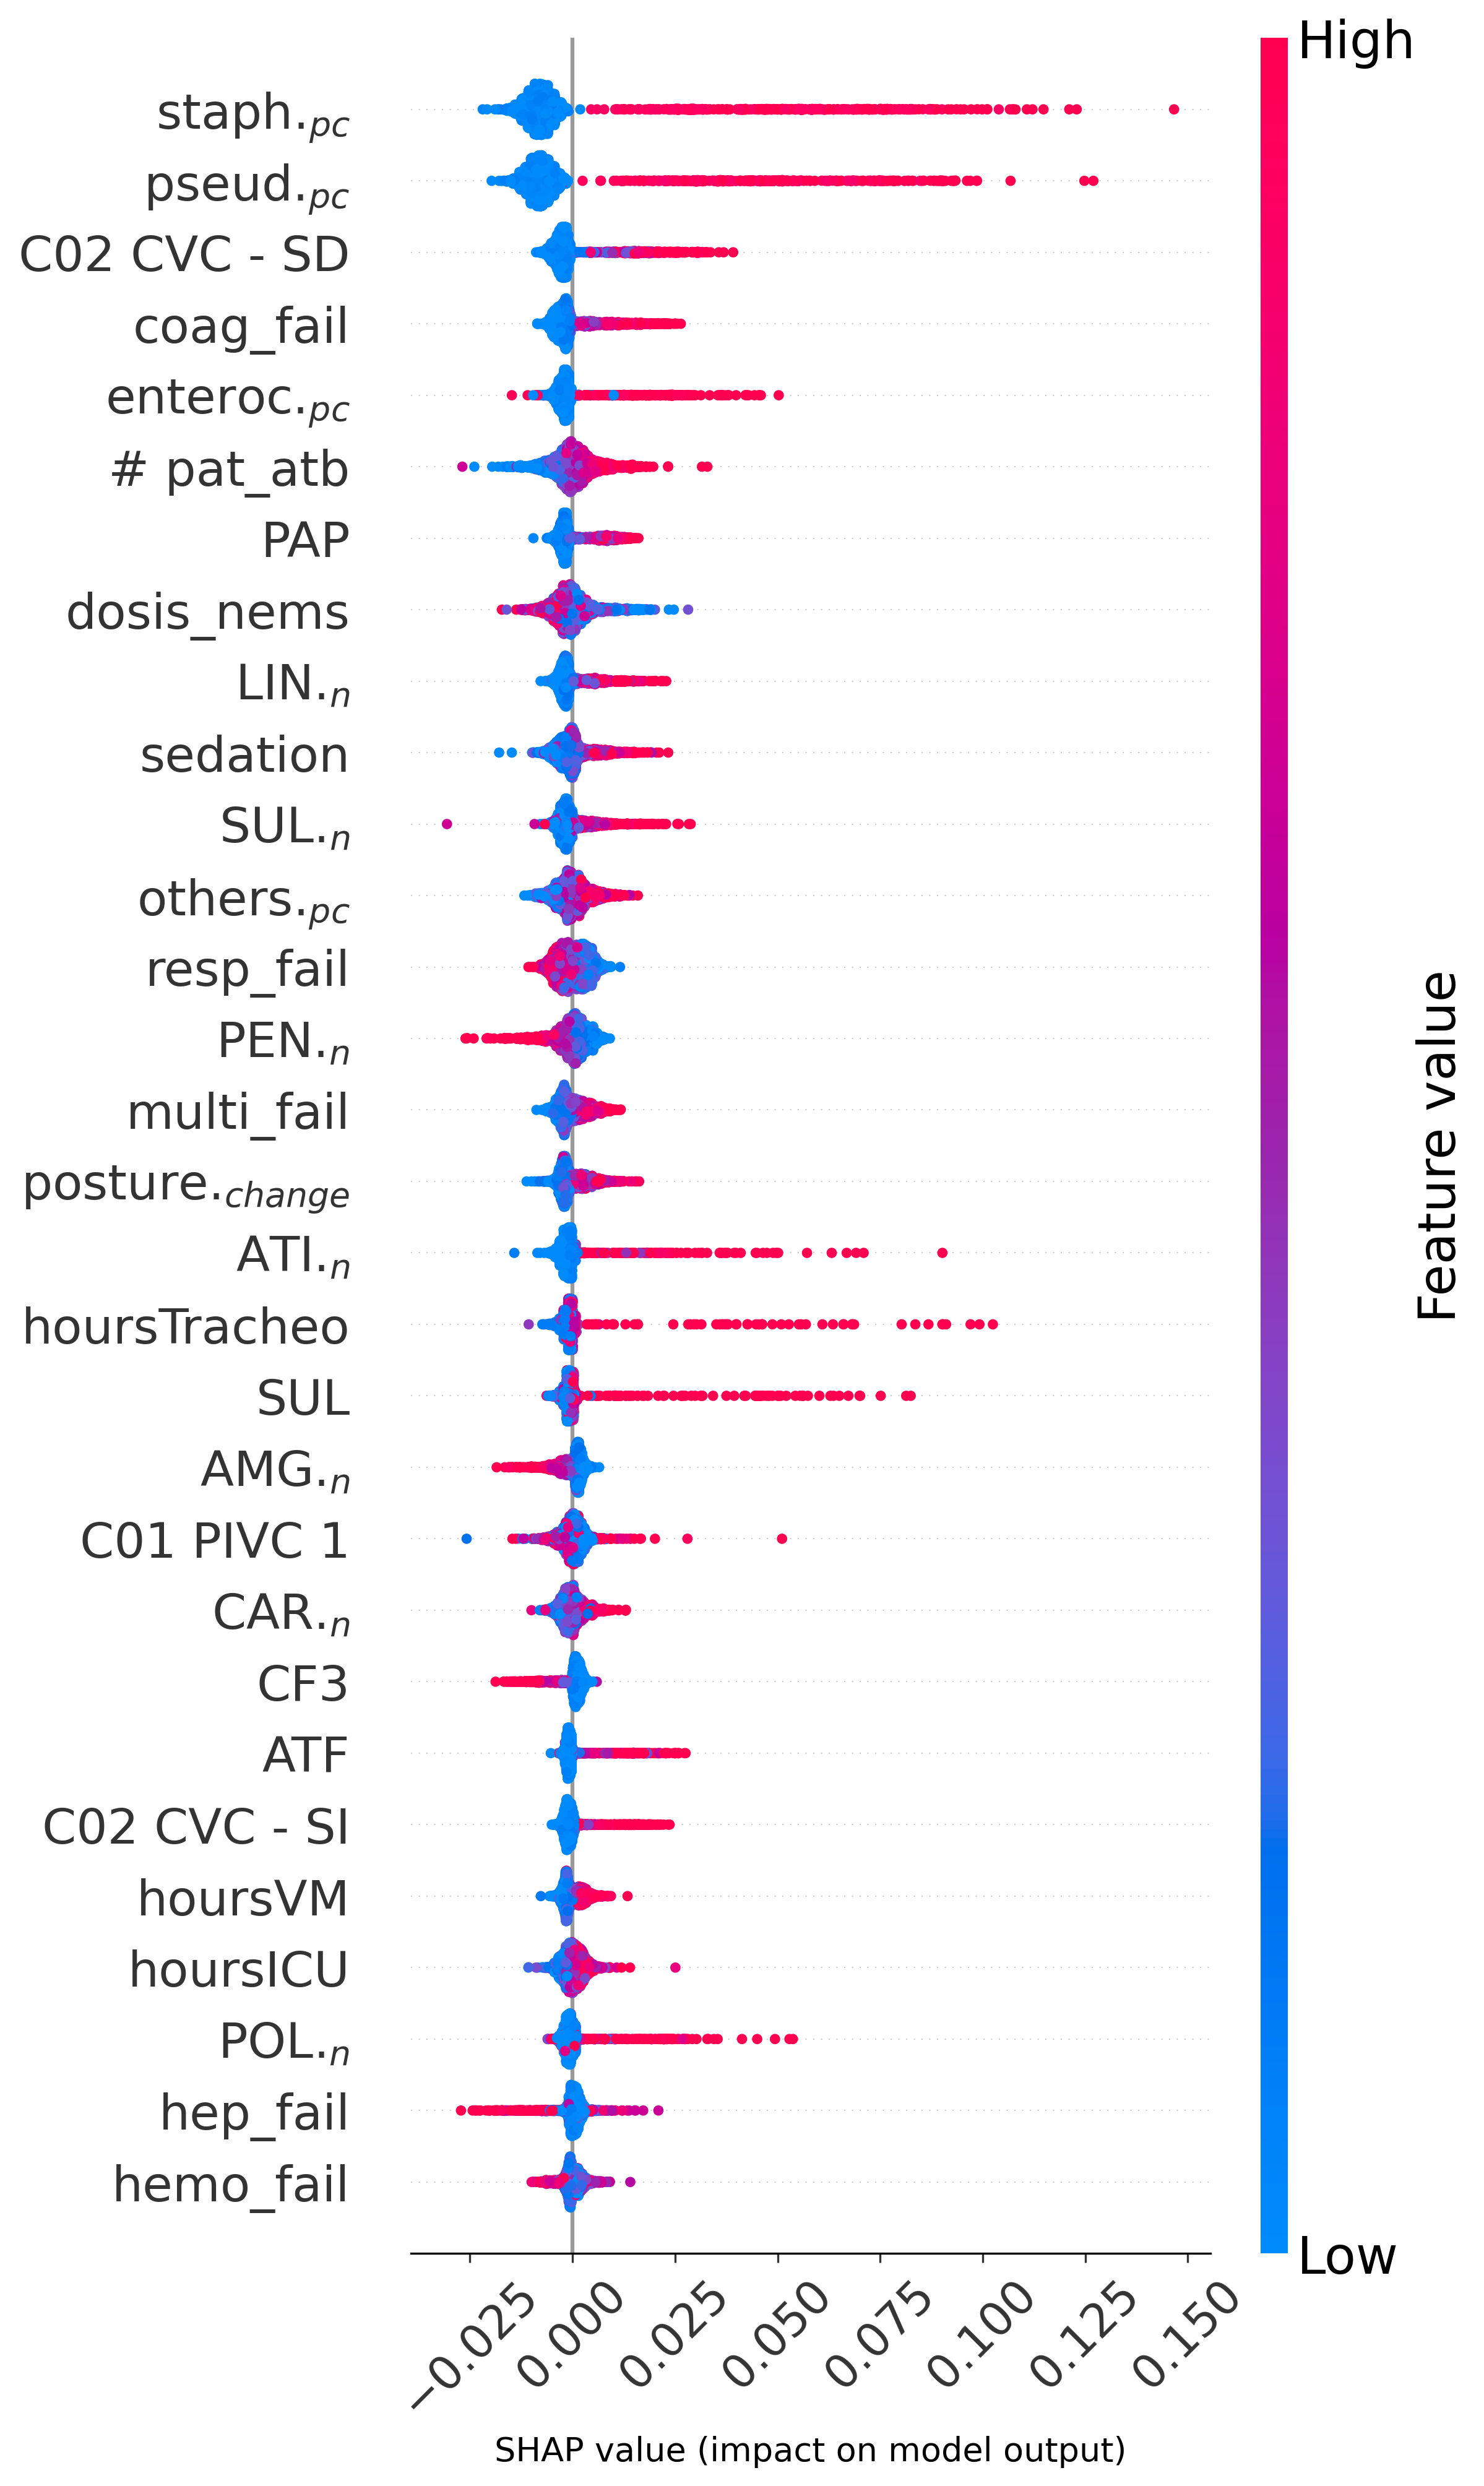 High
staph.pc
pseud.pc
C02 CVC - SD
coag_fail
enteroc.pc
# pat_atb
PAP
dosis_nems
LIN.n
sedation
SUL.n
others.pc
resp_fail
PEN.n
multi_fail
posture.change
ATI.n
hoursTracheo
SUL
AMG.n
C01 PIVC 1
CAR.n
CF3
ATF
C02 CVC - SI
hoursVM
hoursICU
POL.n
hep_fail
hemo_fail
Feature value
Low
−0.025 0.000 0.025 0.050 0.075 0.100 0.125 0.150
SHAP value (impact on model output)